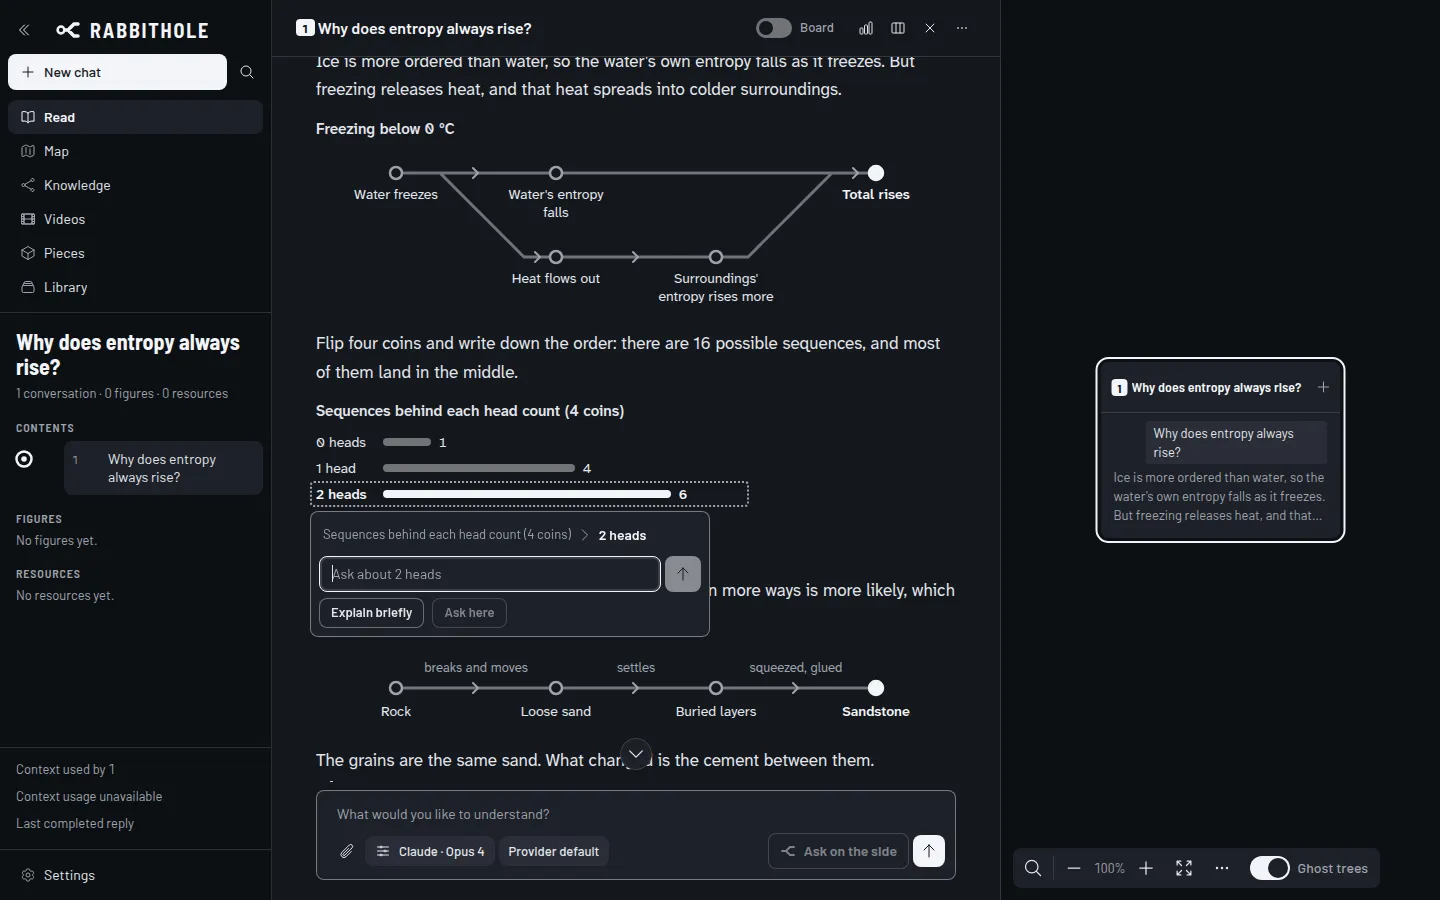 RABBITHOLE
New chat
Read
Map
Knowledge
Videos
Pieces
Library
Why does entropy always
rise?
1 conversation · 0 figures · 0 resources
CONTENTS
1 Why does entropy
always rise?
FIGURES
No figures yet.
RESOURCES
No resources yet.
Context used by 1
Context usage unavailable
Last completed reply
Settings
1 Why does entropy always rise?
Board
Ice is more ordered than water, so the water's own entropy falls as it freezes. But
freezing releases heat, and that heat spreads into colder surroundings.
Freezing below 0 °C
Water freezes
Water's entropy
falls
Total rises
Heat flows out
Surroundings'
entropy rises more
Flip four coins and write down the order: there are 16 possible sequences, and most
of them land in the middle.
Sequences behind each head count (4 coins)
0 heads 1
1 head 4
2 heads 6
Sequences behind each head count (4 coins) 2 heads
Ask about 2 heads
Explain briefly
Ask here
more ways is more likely, which
breaks and moves
settles
squeezed, glued
Rock
Loose sand
Buried layers
Sandstone
The grains are the same sand. What is the cement between them.
What would you like to understand?
Claude · Opus 4
Provider default
Ask on the side
1 Why does entropy always rise?
Why does entropy always
rise?
Ice is more ordered than water, so the
water's own entropy falls as it freezes.
But freezing releases heat, and that...
100%
Ghost trees